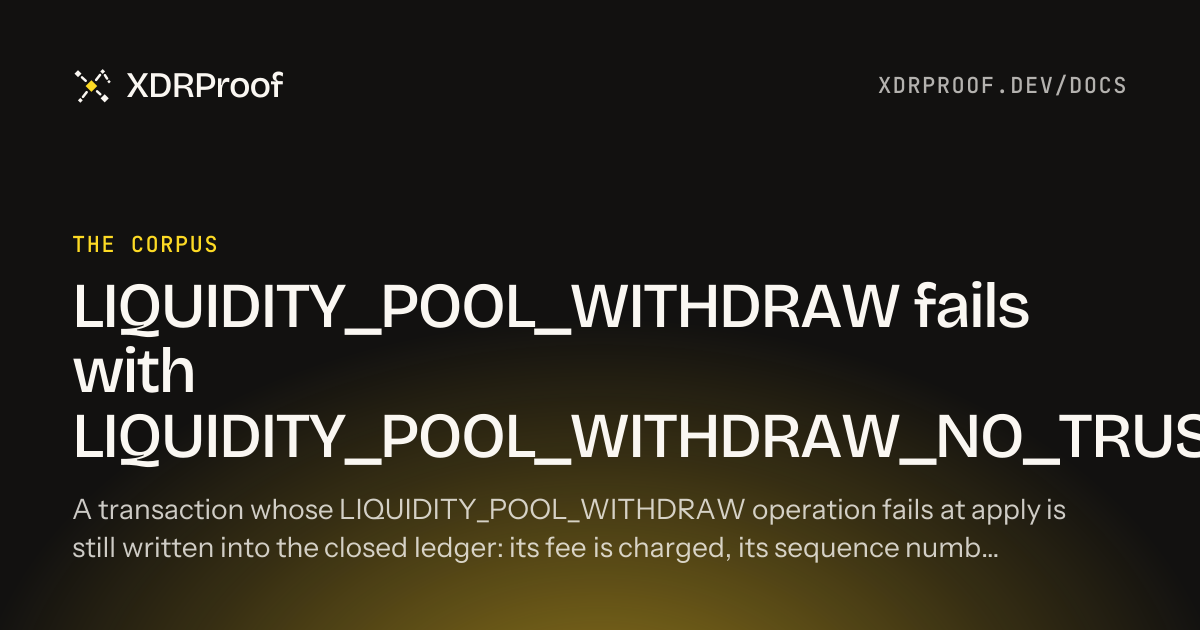 XDRProof
XDRPROOF.DEV/DOCS
THE CORPUS
LIQUIDITY_POOL_WITHDRAW fails
with
LIQUIDITY_POOL_WITHDRAW_NO_TRUS
A transaction whose LIQUIDITY_POOL_WITHDRAW operation fails at apply is
still written into the closed ledger: its fee is charged, its sequence numb...